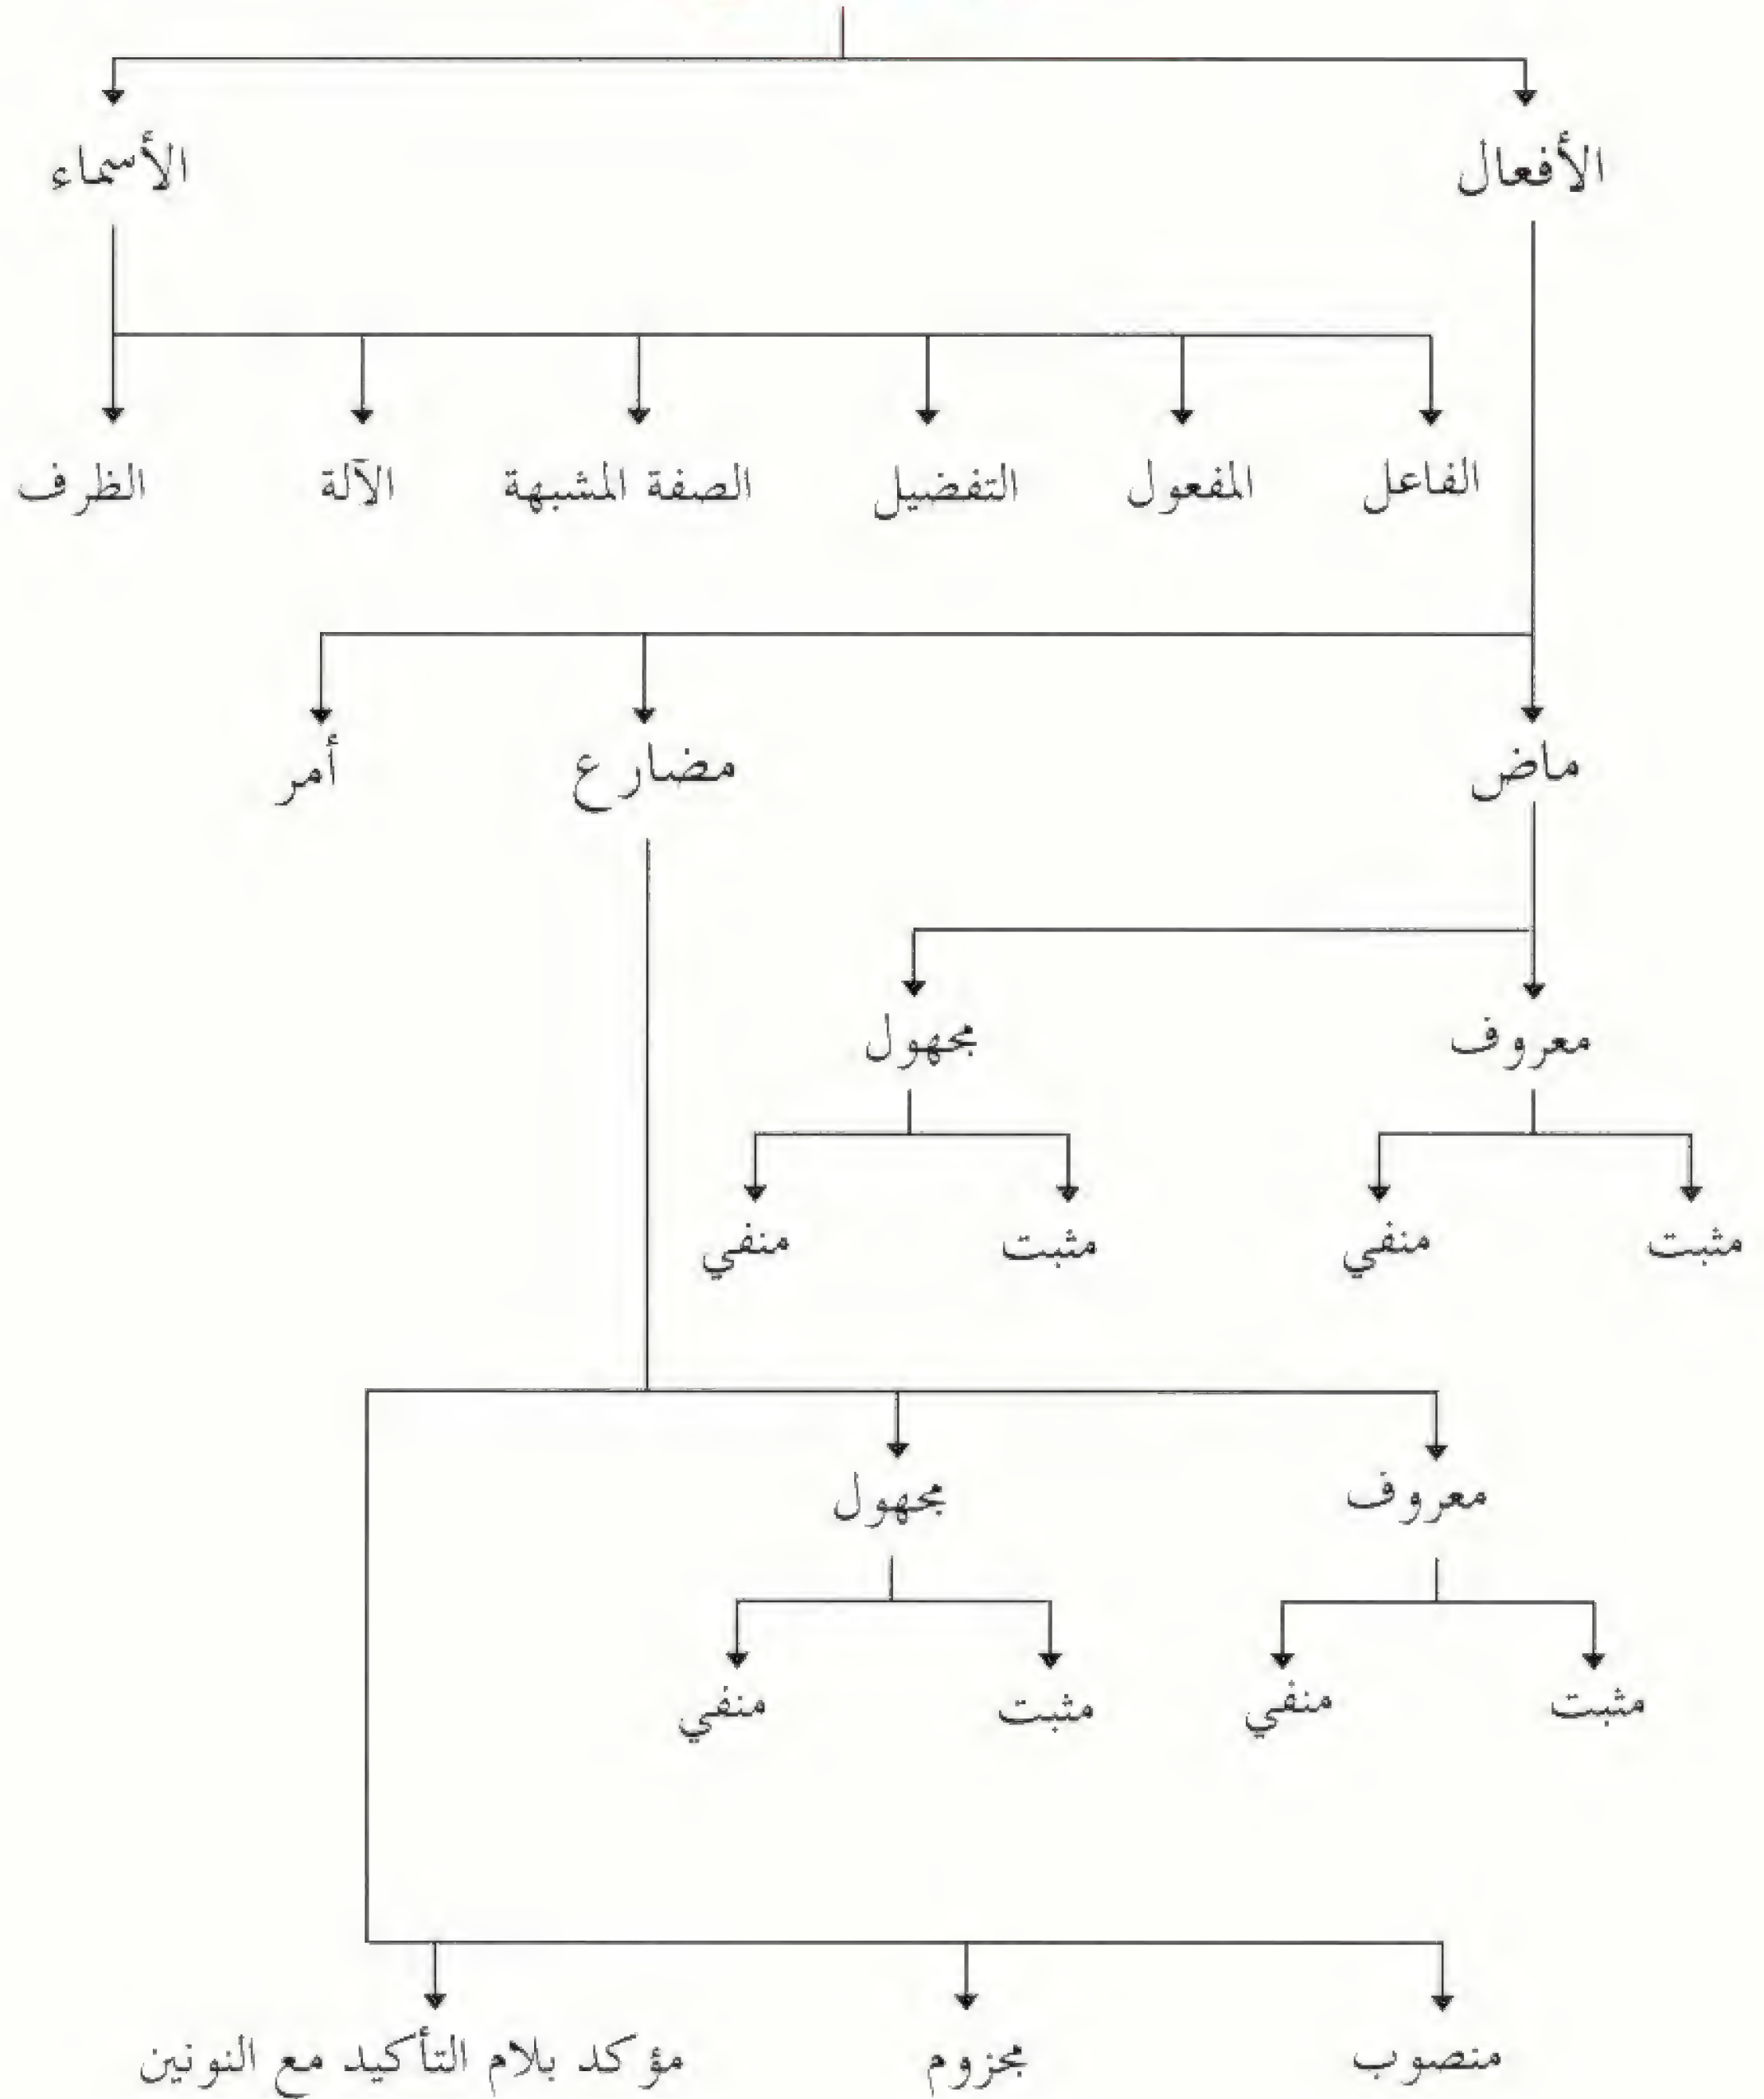 الأفعال الأسماء
الفاعل المفعول التفضيل الصفة المشبهة الآلة الظرف
ماض مضارع أمر
معروف مجهول
مثبت منفي مثبت منفي
معروف مجهول
مثبت منفي مثبت منفي
منصوب مجزوم مؤكد بلام التأكيد مع النونين